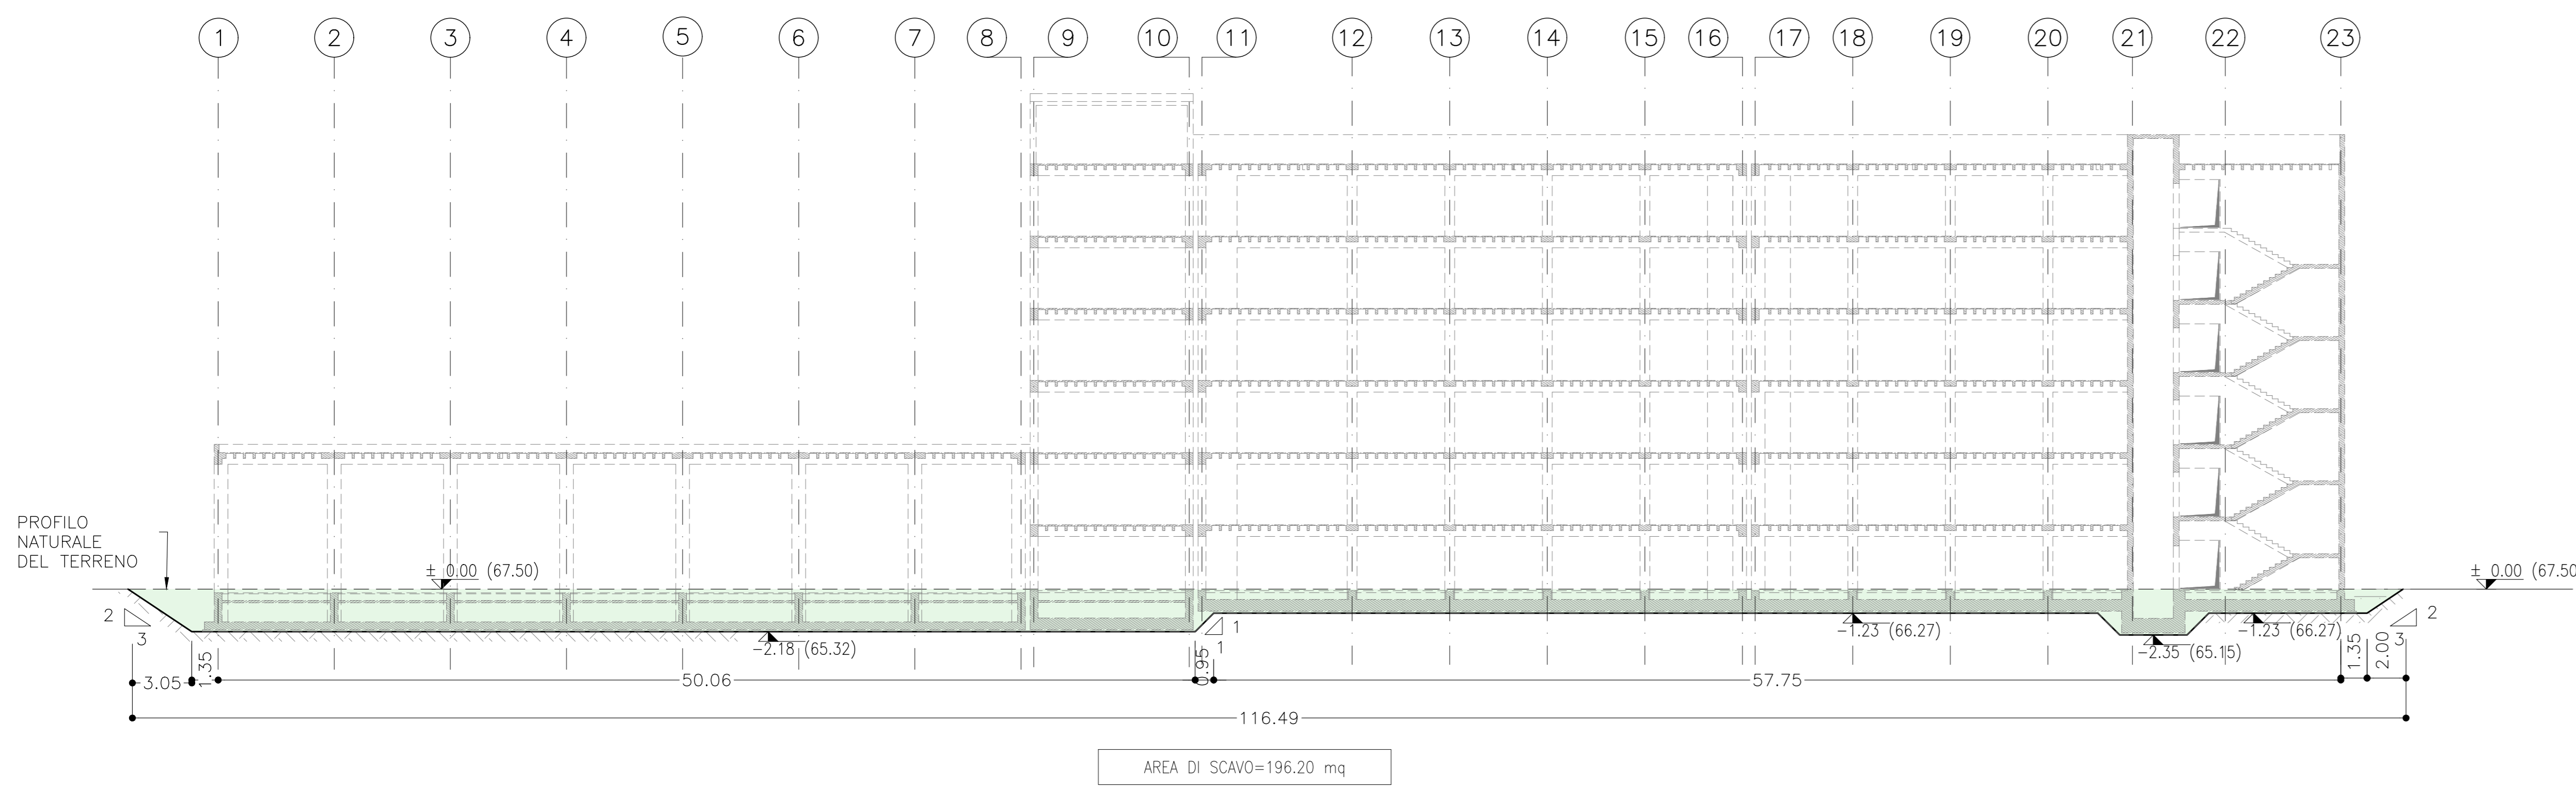 1 2 3 4 5 6 7 8 9 10 11 12 13 14 15 16 17 18 19 20 21 22 23
PROFILO
NATURALE
DEL TERRENO
± 0.00 (67.50)
± 0.00 (67.50
2
3
1
1
2
3
-2.18 (65.32)
-1.23 (66.27)
-2.35 (65.15)
-1.23 (66.27)
3.05 1.35 50.06 0.95 57.75 1.35 2.00
116.49
AREA DI SCAVO=196.20 mq